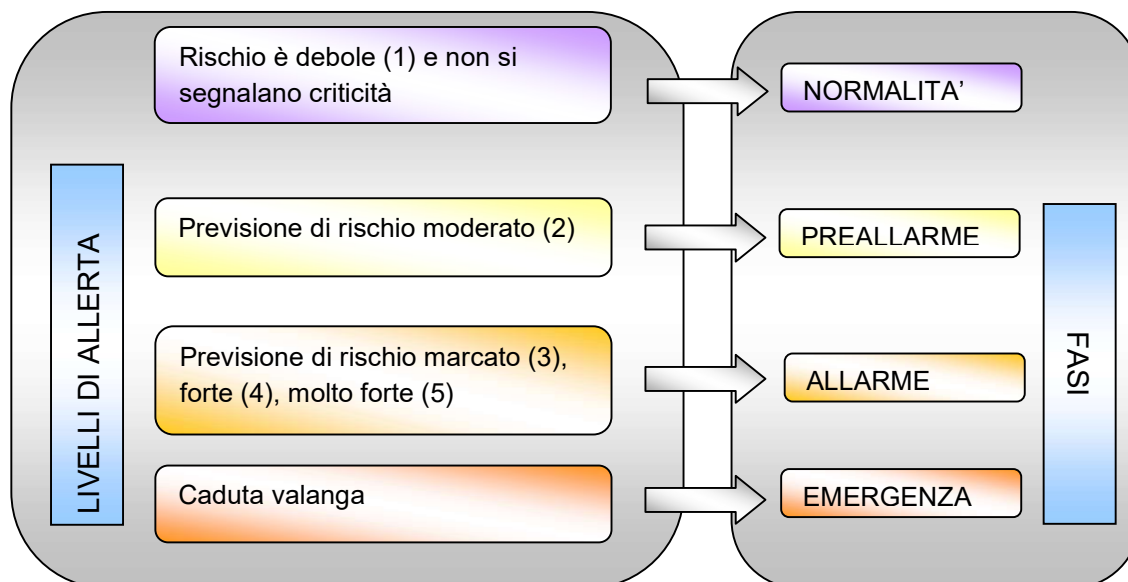 Rischio è debole (1) e non si
segnalano criticità
NORMALITA’
LIVELLI DI ALLERTA
Previsione di rischio moderato (2)
PREALLARME
Previsione di rischio marcato (3),
forte (4), molto forte (5)
ALLARME
Caduta valanga
EMERGENZA
FASI